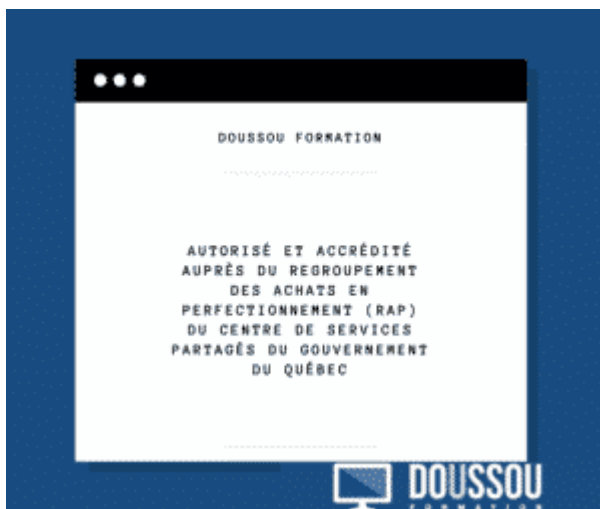 DOUSSOU FORMATION
AUTORISÉ ET ACCRÉDITÉ
AUPRÈS DU REGROUPEMENT
DES ACHATS EN
PERFECTIONNEMENT (RAP)
DU CENTRE DE SERVICES
PARTAGÉS DU GOUVERNEMENT
DU QUÉBEC
DOUSSOU
FORMATION